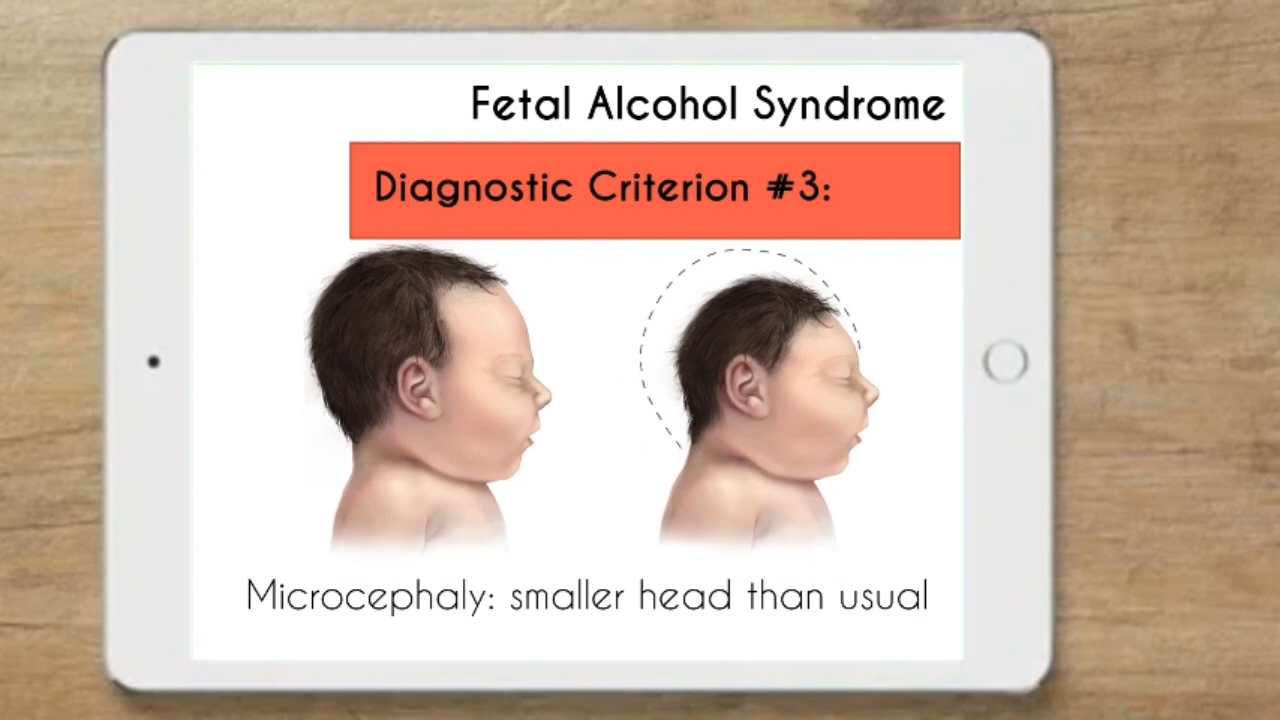 Fetal Alcohol Syndrome
Diagnostic Criterion #3:
Microcephaly: smaller head than usual